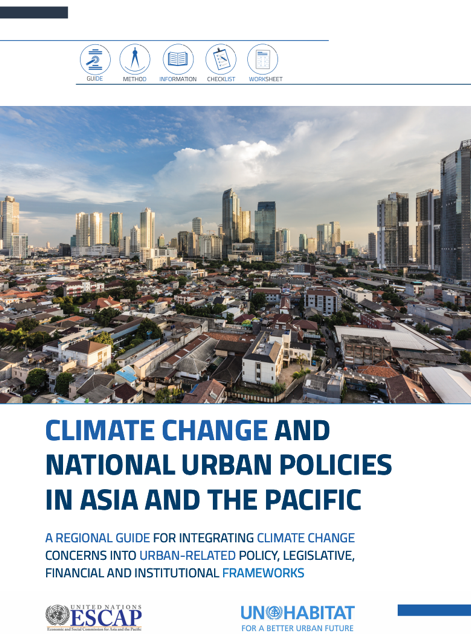 GUIDE
METHOD
INFORMATION
CHECKLIST
WORKSHEET
CLIMATE CHANGE AND
NATIONAL URBAN POLICIES
IN ASIA AND THE PACIFIC
A REGIONAL GUIDE FOR INTEGRATING CLIMATE CHANGE
CONCERNS INTO URBAN-RELATED POLICY, LEGISLATIVE,
FINANCIAL AND INSTITUTIONAL FRAMEWORKS
UNITED NATIONS
ESCAP
Economic and Social Commission for Asia and the Pacific
UN HABITAT
FOR A BETTER URBAN FUTURE